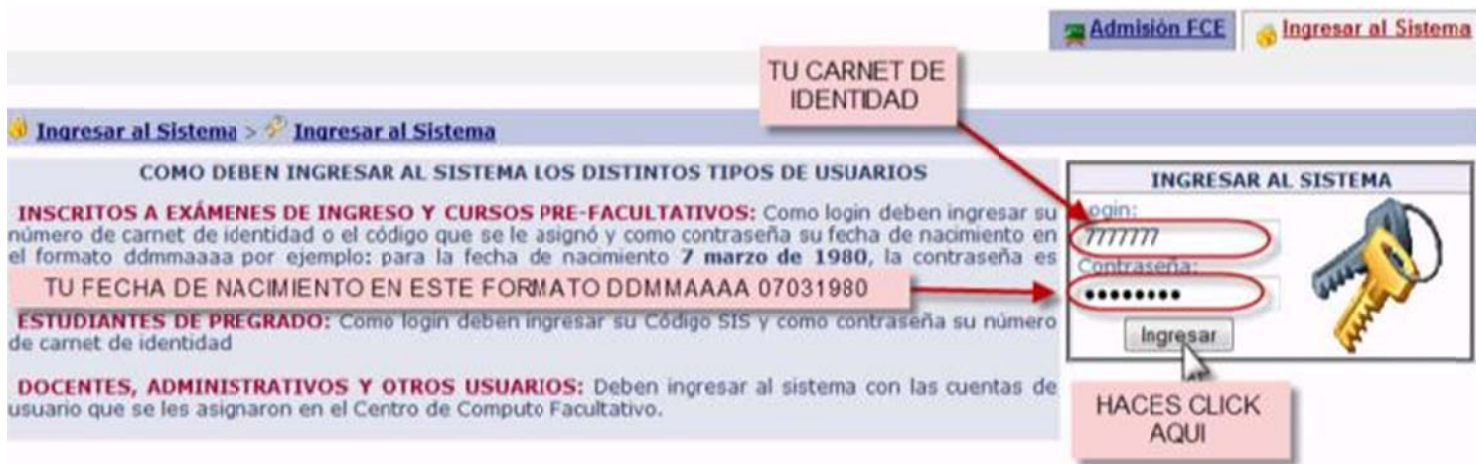 Admisión FCE
Ingresar al Sistema
TU CARNET DE
IDENTIDAD
Ingresar al Sistema > Ingresar al Sistema
COMO DEBEN INGRESAR AL SISTEMA LOS DISTINTOS TIPOS DE USUARIOS
INSCRITOS A EXÁMENES DE INGRESO Y CURSOS PRE-FACULTATIVOS: Como login deben ingresar su
número de carnet de identidad o el código que se le asignó y como contraseña su fecha de nacimiento en
el formato ddmmaaaa por ejemplo: para la fecha de nacimiento 7 marzo de 1980, la contraseña es
TU FECHA DE NACIMIENTO EN ESTE FORMATO DDMMAAAA 07031980
ESTUDIANTES DE PREGRADO: Como login deben ingresar su Código SIS y como contraseña su número
de carnet de identidad
DOCENTES, ADMINISTRATIVOS Y OTROS USUARIOS: Deben ingresar al sistema con las cuentas de
usuario que se les asignaron en el Centro de Computo Facultativo.
INGRESAR AL SISTEMA
Login:
7777777
Contraseña:
••••••••
Ingresar
HACES CLICK
AQUI